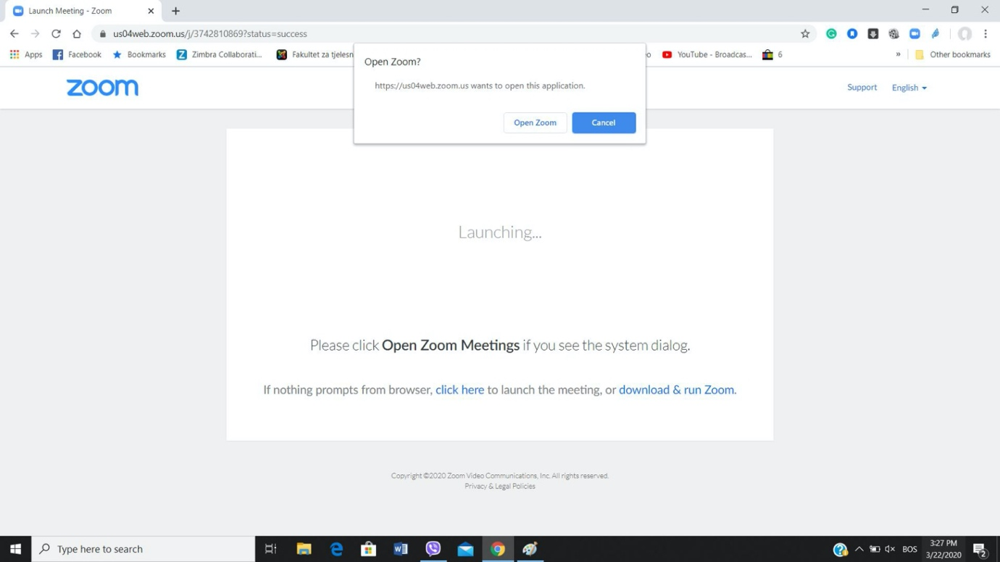 Launch Meeting - Zoom
us04web.zoom.us/j/3742810869?status=success
Apps Facebook Bookmarks Zimbra Collaborati... Fakultet za tjelesn YouTube - Broadcas... 6 » Other bookmarks
Open Zoom?
https://us04web.zoom.us wants to open this application.
Open Zoom Cancel
zoom Support English
Launching...
Please click Open Zoom Meetings if you see the system dialog.
If nothing prompts from browser, click here to launch the meeting, or download & run Zoom.
Copyright ©2020 Zoom Video Communications, Inc. All rights reserved.
Privacy & Legal Policies
Type here to search
BOS
3:27 PM
3/22/2020
2